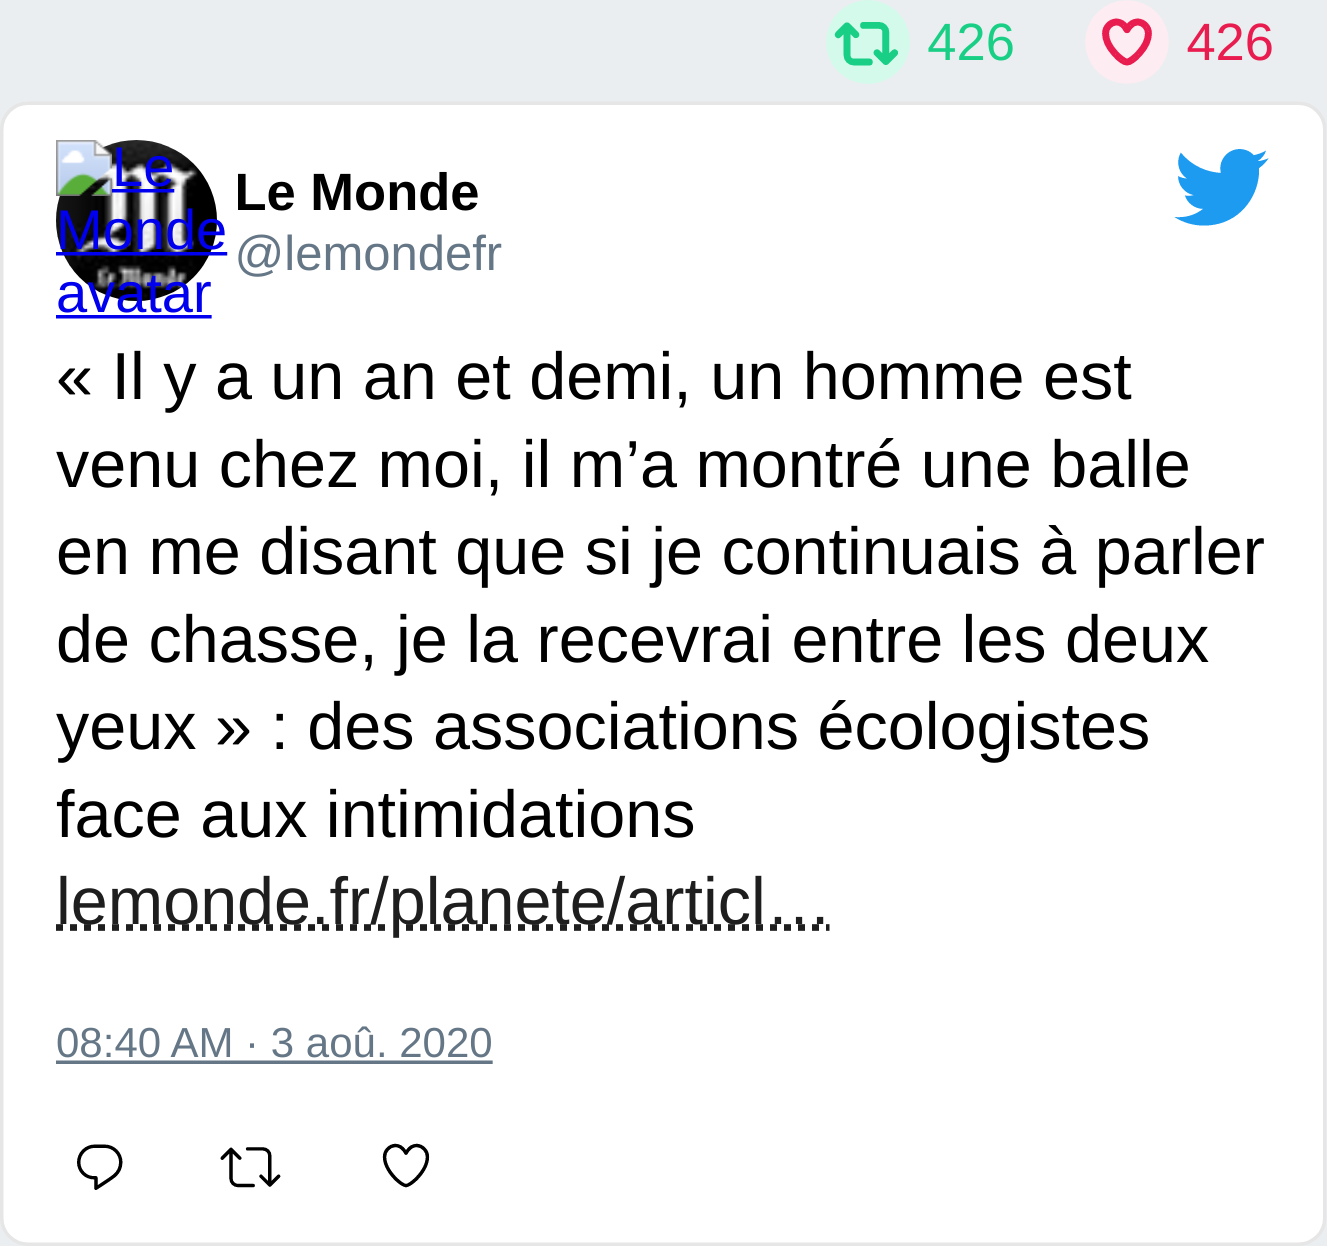 426 426
Le Monde avatar
Le Monde
Le Monde
@lemondefr
« Il y a un an et demi, un homme est
venu chez moi, il m’a montré une balle
en me disant que si je continuais à parler
de chasse, je la recevrai entre les deux
yeux » : des associations écologistes
face aux intimidations
lemonde.fr/planete/articl…
08:40 AM · 3 aoû. 2020